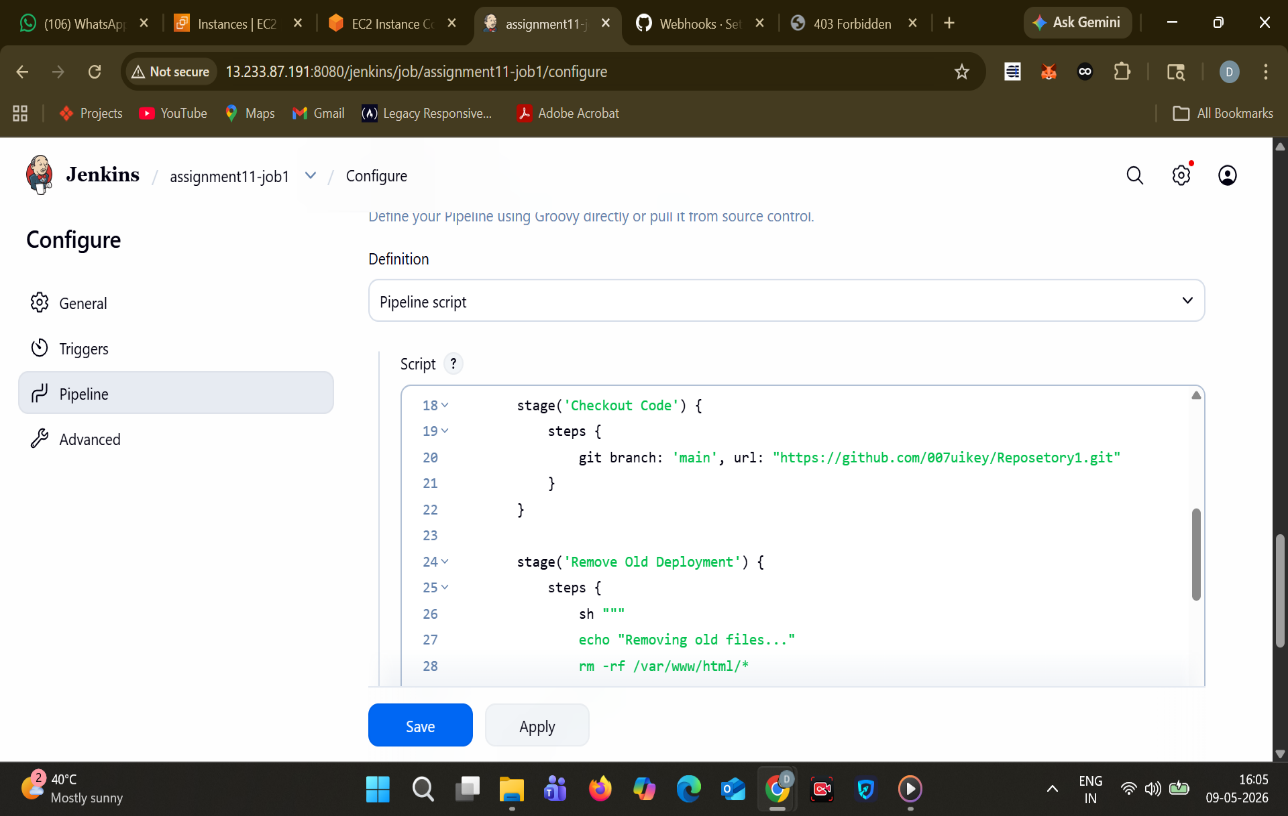 (106) WhatsApp
Instances | EC2
EC2 Instance Co
assignment11-j
Webhooks · Set
403 Forbidden
Ask Gemini
Not secure
13.233.87.191:8080/jenkins/job/assignment11-job1/configure
D
Projects
YouTube
Maps
Gmail
Legacy Responsive...
Adobe Acrobat
All Bookmarks
Jenkins / assignment11-job1 / Configure
Configure
General
Triggers
Pipeline
Advanced
Define your Pipeline using Groovy directly or pull it from source control.
Definition
Pipeline script
Script ?
18 stage('Checkout Code') {
19 steps {
20 git branch: 'main', url: "https://github.com/007uikey/Reposetory1.git"
21 }
22 }
23
24 stage('Remove Old Deployment') {
25 steps {
26 sh """
27 echo "Removing old files..."
28 rm -rf /var/www/html/*
Save
Apply
2
40°C
Mostly sunny
D
ENG
IN
16:05
09-05-2026